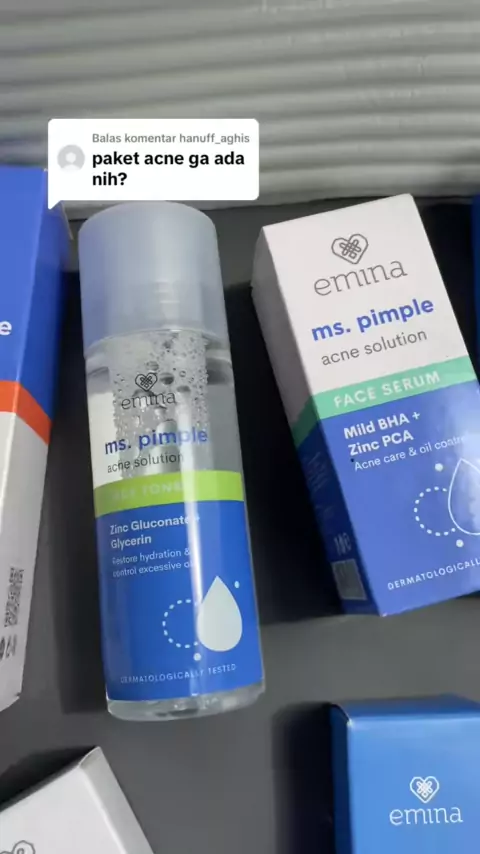 Balas komentar hanuff_aghis
paket acne ga ada
nih?
emina
ms. pimple
acne solution
FACE SERUM
Mild BHA +
Zinc PCA
Acne care & oil
DERMATOLOGICALLY
emina
ms. pimple
acne solution
Zinc Gluconate
Glycerin
Restore hydration &
control excessive
DERMATOLOGICALLY TESTED
e
emina